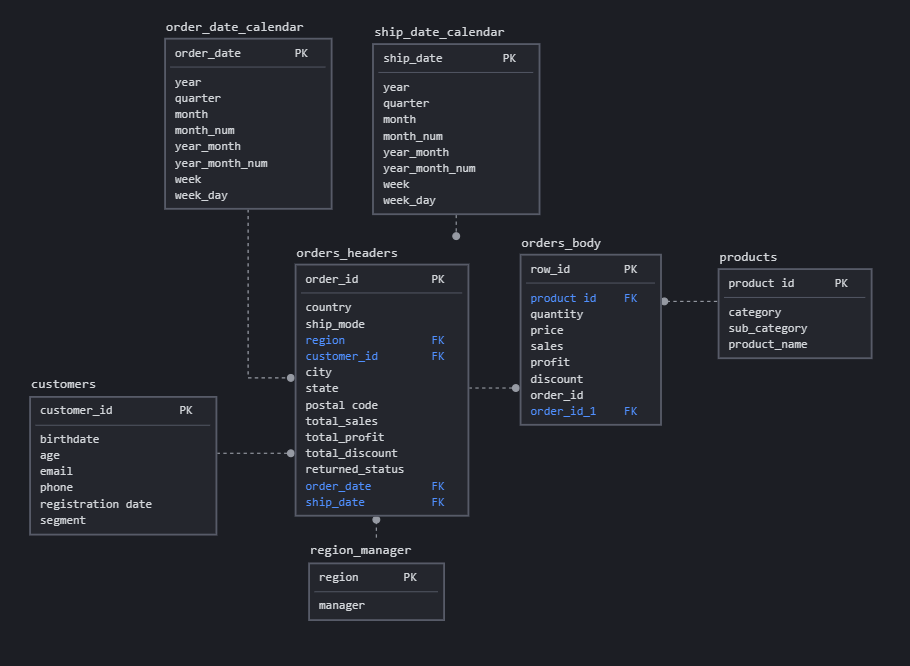 order_date_calendar
order_date PK
year
quarter
month
month_num
year_month
year_month_num
week
week_day
ship_date_calendar
ship_date PK
year
quarter
month
month_num
year_month
year_month_num
week
week_day
orders_headers
order_id PK
country
ship_mode
region FK
customer_id FK
city
state
postal code
total_sales
total_profit
total_discount
returned_status
order_date FK
ship_date FK
orders_body
row_id PK
product id FK
quantity
price
sales
profit
discount
order_id
order_id_1 FK
products
product id PK
category
sub_category
product_name
customers
customer_id PK
birthdate
age
email
phone
registration date
segment
region_manager
region PK
manager